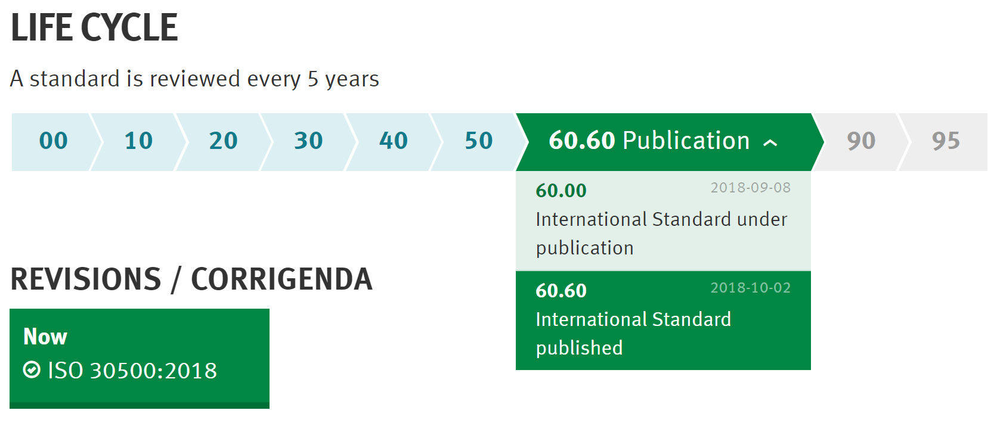 LIFE CYCLE
A standard is reviewed every 5 years
00 10 20 30 40 50 60.60 Publication 90 95
60.00 2018-09-08
International Standard under
publication
60.60 2018-10-02
International Standard
published
REVISIONS / CORRIGENDA
Now
ISO 30500:2018